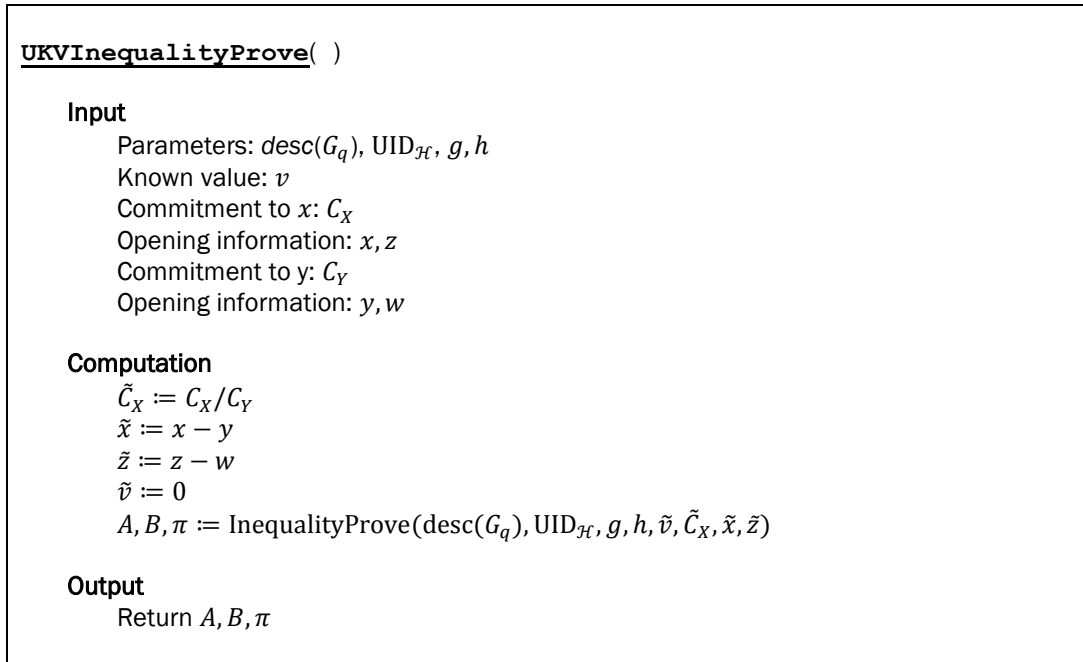 UKVInequalityProve( )
Input
Parameters: desc(G_q), UID_ℋ, g, h
Known value: v
Commitment to x: C_X
Opening information: x, z
Commitment to y: C_Y
Opening information: y, w
Computation
C̃_X ≔ C_X/C_Y
x̃ ≔ x − y
z̃ ≔ z − w
ṽ ≔ 0
A, B, π ≔ InequalityProve(desc(G_q), UID_ℋ, g, h, ṽ, C̃_X, x̃, z̃)
Output
Return A, B, π